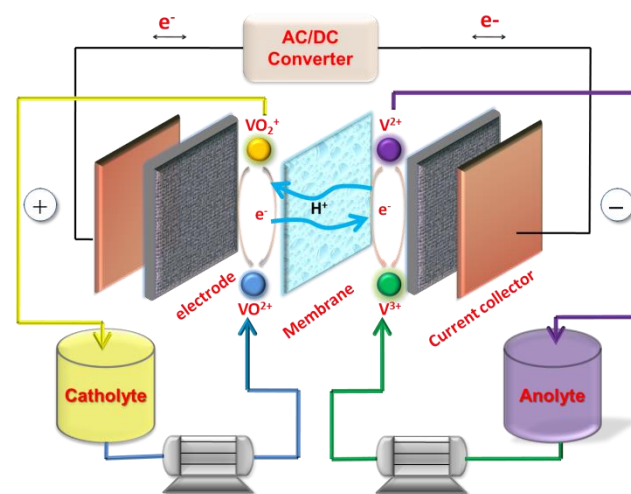 e⁻
e-
AC/DC
Converter
VO₂⁺
V²⁺
+
−
e⁻
H⁺
e⁻
electrode
VO²⁺
Membrane
V³⁺
Current collector
Catholyte
Anolyte